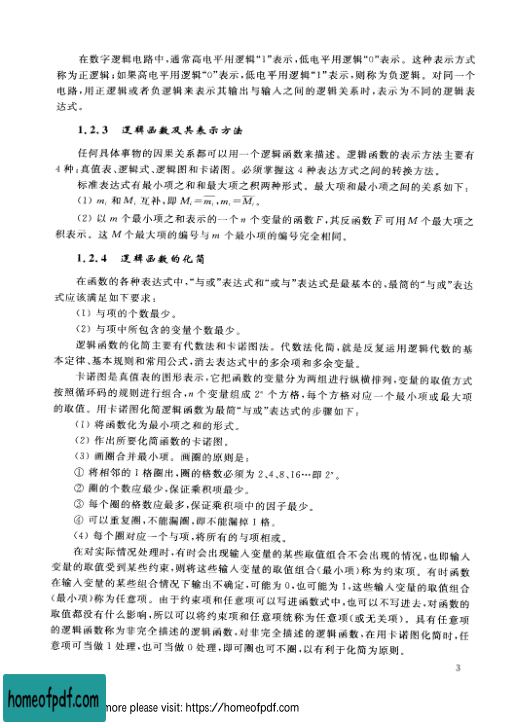 在数字逻辑电路中,通常高电平用逻辑“1”表示,低电平用逻辑“0”表示。这种表示方式
称为正逻辑;如果高电平用逻辑“0”表示,低电平用逻辑“1”表示,则称为负逻辑。对同一个
电路,用正逻辑或者负逻辑来表示其输出与输入之间的逻辑关系时,表示为不同的逻辑表
达式。
1.2.3 逻辑函数及其表示方法
任何具体事物的因果关系都可以用一个逻辑函数来描述。逻辑函数的表示方法主要有
4种:真值表、逻辑式、逻辑图和卡诺图。必须掌握这4种表达方式之间的转换方法。
标准表达式有最小项之和和最大项之积两种形式。最大项和最小项之间的关系如下:
(1) mᵢ 和 Mᵢ 互补,即 Mᵢ=m̅ᵢ,mᵢ=M̅ᵢ。
(2) 以 m 个最小项之和表示的一个 n 个变量的函数 F,其反函数 F̅ 可用 M 个最大项之
积表示。这 M 个最大项的编号与 m 个最小项的编号完全相同。
1.2.4 逻辑函数的化简
在函数的各种表达式中,“与或”表达式和“或与”表达式是最基本的,最简的“与或”表达
式应该满足如下要求:
(1) 与项的个数最少。
(2) 与项中所包含的变量个数最少。
逻辑函数的化简主要有代数法和卡诺图法。代数法化简,就是反复运用逻辑代数的基
本定律、基本规则和常用公式,消去表达式中的多余项和多余变量。
卡诺图是真值表的图形表示,它把函数的变量分为两组进行纵横排列,变量的取值方式
按照循环码的规则进行组合,n 个变量组成 2ⁿ 个方格,每个方格对应一个最小项或最大项
的取值。用卡诺图化简逻辑函数为最简“与或”表达式的步骤如下:
(1) 将函数化为最小项之和的形式。
(2) 作出所要化简函数的卡诺图。
(3) 画圈合并最小项。画圈的原则是:
① 将相邻的1格圈出,圈的格数必须为2、4、8、16…即 2ⁿ。
② 圈的个数应最少,保证乘积项最少。
③ 每个圈的格数应最多,保证乘积项中的因子最少。
④ 可以重复圈,不能漏圈,即不能漏掉1格。
(4) 每个圈对应一个与项,将所有的与项相或。
在对实际情况处理时,有时会出现输入变量的某些取值组合不会出现的情况,也即输入
变量的取值受到某些约束,则将这些输入变量的取值组合(最小项)称为约束项。有时函数
在输入变量的某些组合情况下输出不确定,可能为0,也可能为1,这些输入变量的取值组合
(最小项)称为任意项。由于约束项和任意项可以写进函数式中,也可以不写进去,对函数的
取值都没有什么影响,所以可以将约束项和任意项统称为任意项(或无关项)。具有任意项
的逻辑函数称为非完全描述的逻辑函数,对非完全描述的逻辑函数,在用卡诺图化简时,任
意项可当做1处理,也可当做0处理,即可圈也可不圈,以有利于化简为原则。
3
homeofpdf.com
more please visit: https://homeofpdf.com